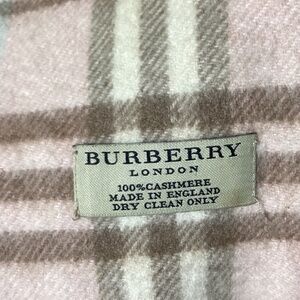 BURBERRY
LONDON
100%CASHMERE
MADE IN ENGLAND
DRY CLEAN ONLY